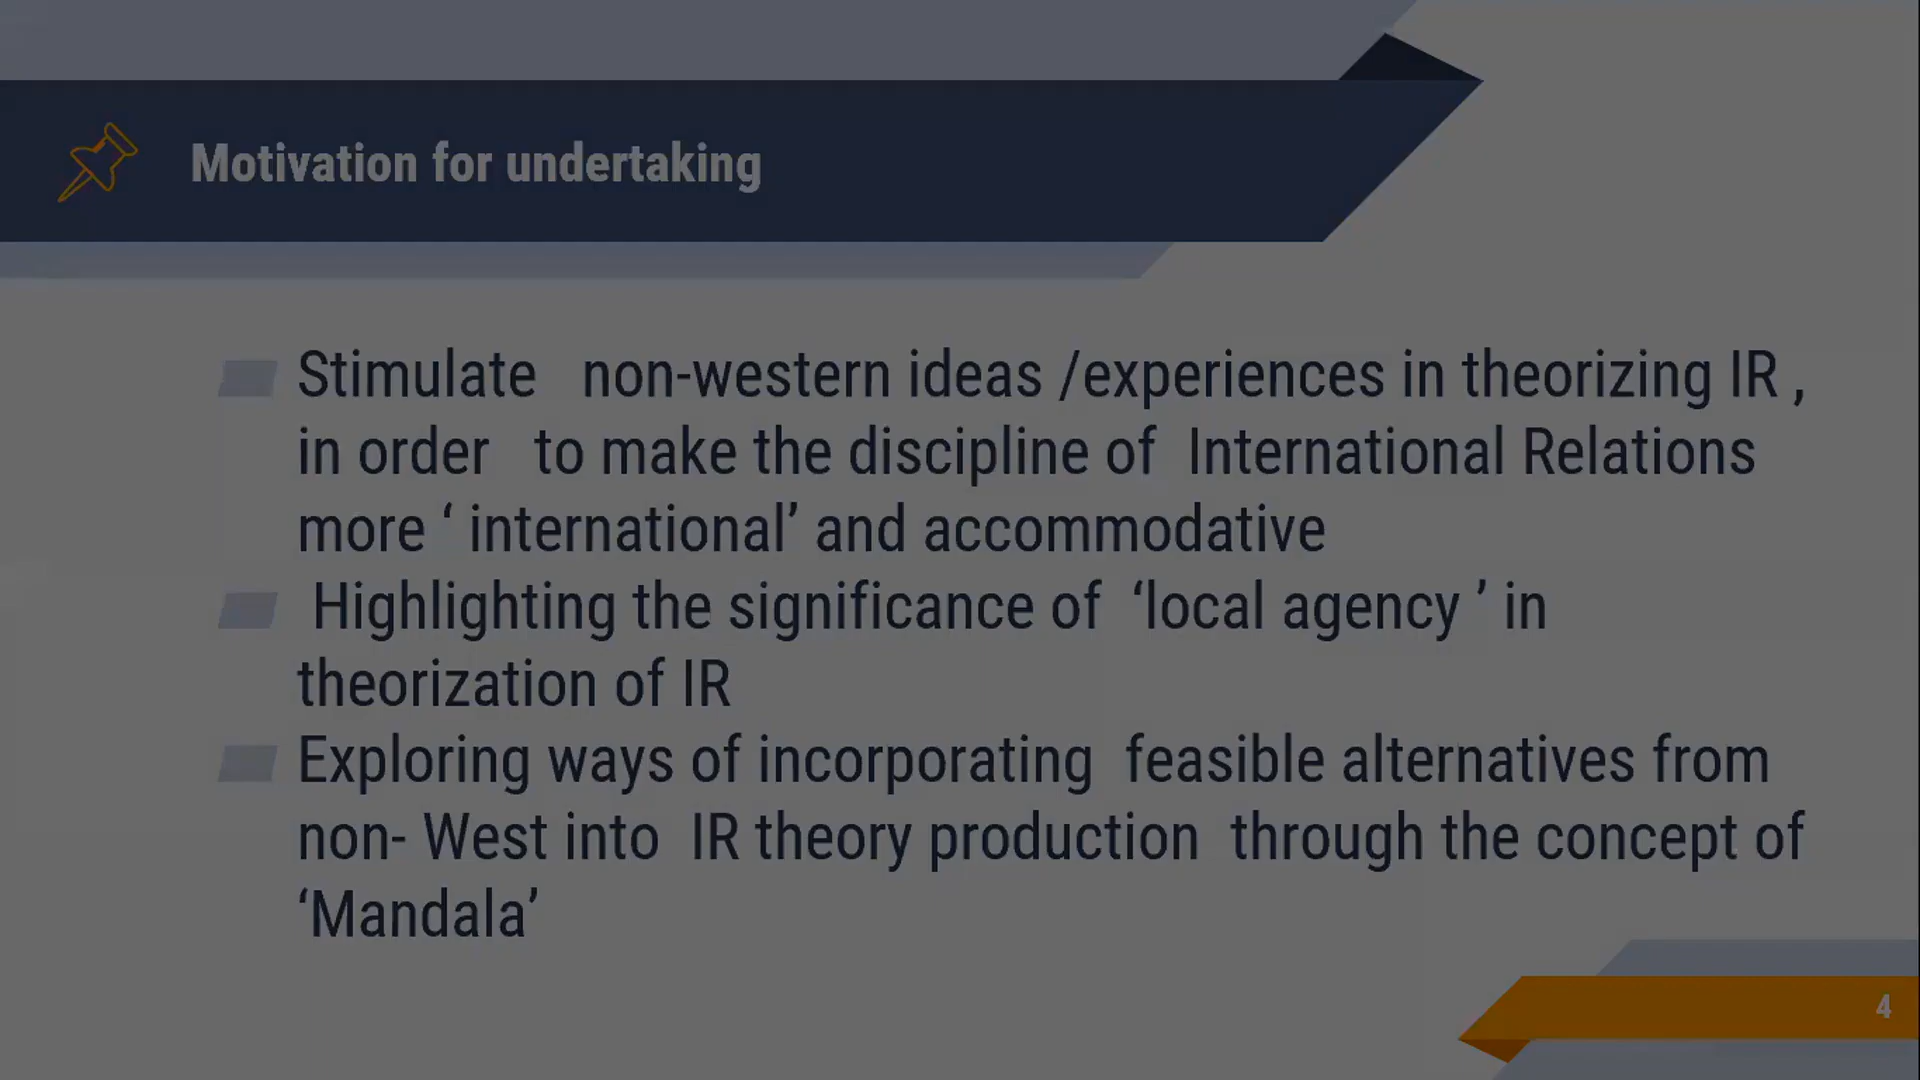 Motivation for undertaking
Stimulate non-western ideas /experiences in theorizing IR ,
in order to make the discipline of International Relations
more ‘ international’ and accommodative
Highlighting the significance of ‘local agency ’ in
theorization of IR
Exploring ways of incorporating feasible alternatives from
non- West into IR theory production through the concept of
‘Mandala’
4